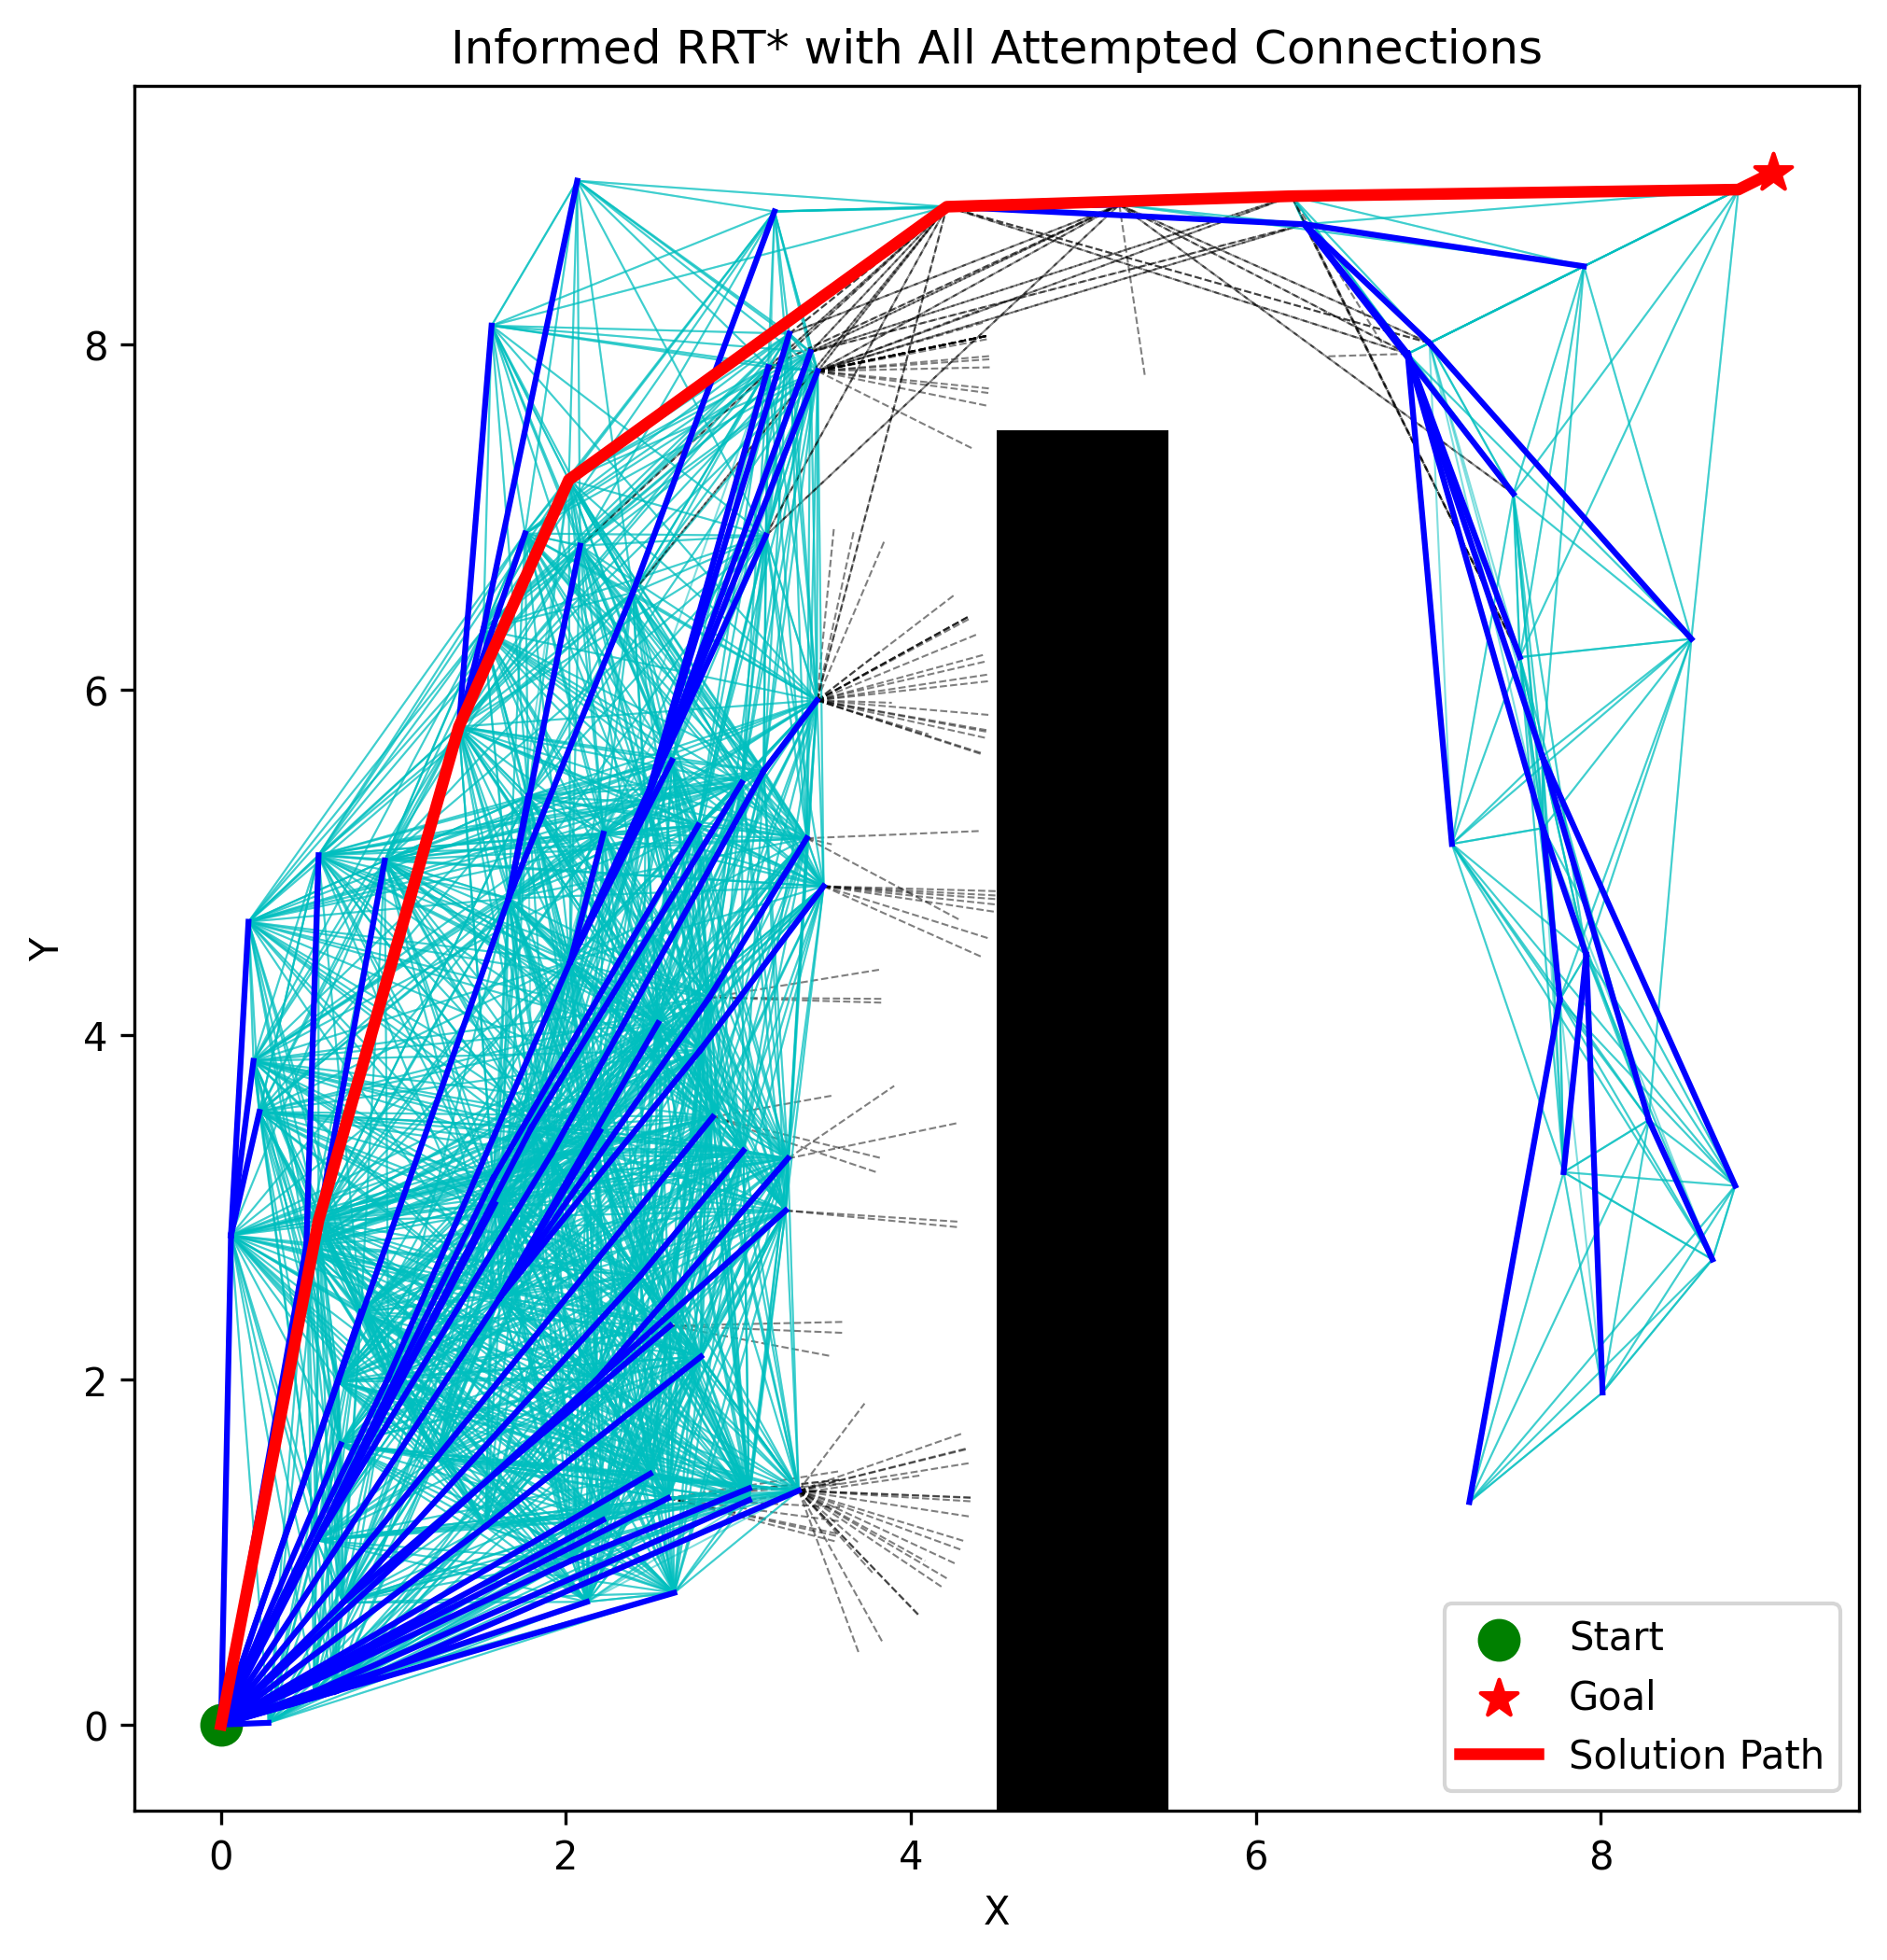 Informed RRT* with All Attempted Connections
Y
8
6
4
2
0
0 2 4 6 8
X
Start
Goal
Solution Path